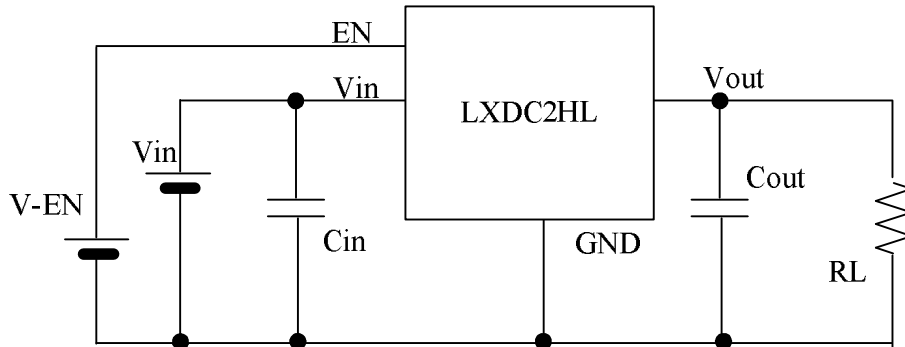 EN
Vin
Vout
LXDC2HL
Vin
Cout
V-EN
Cin
GND
RL